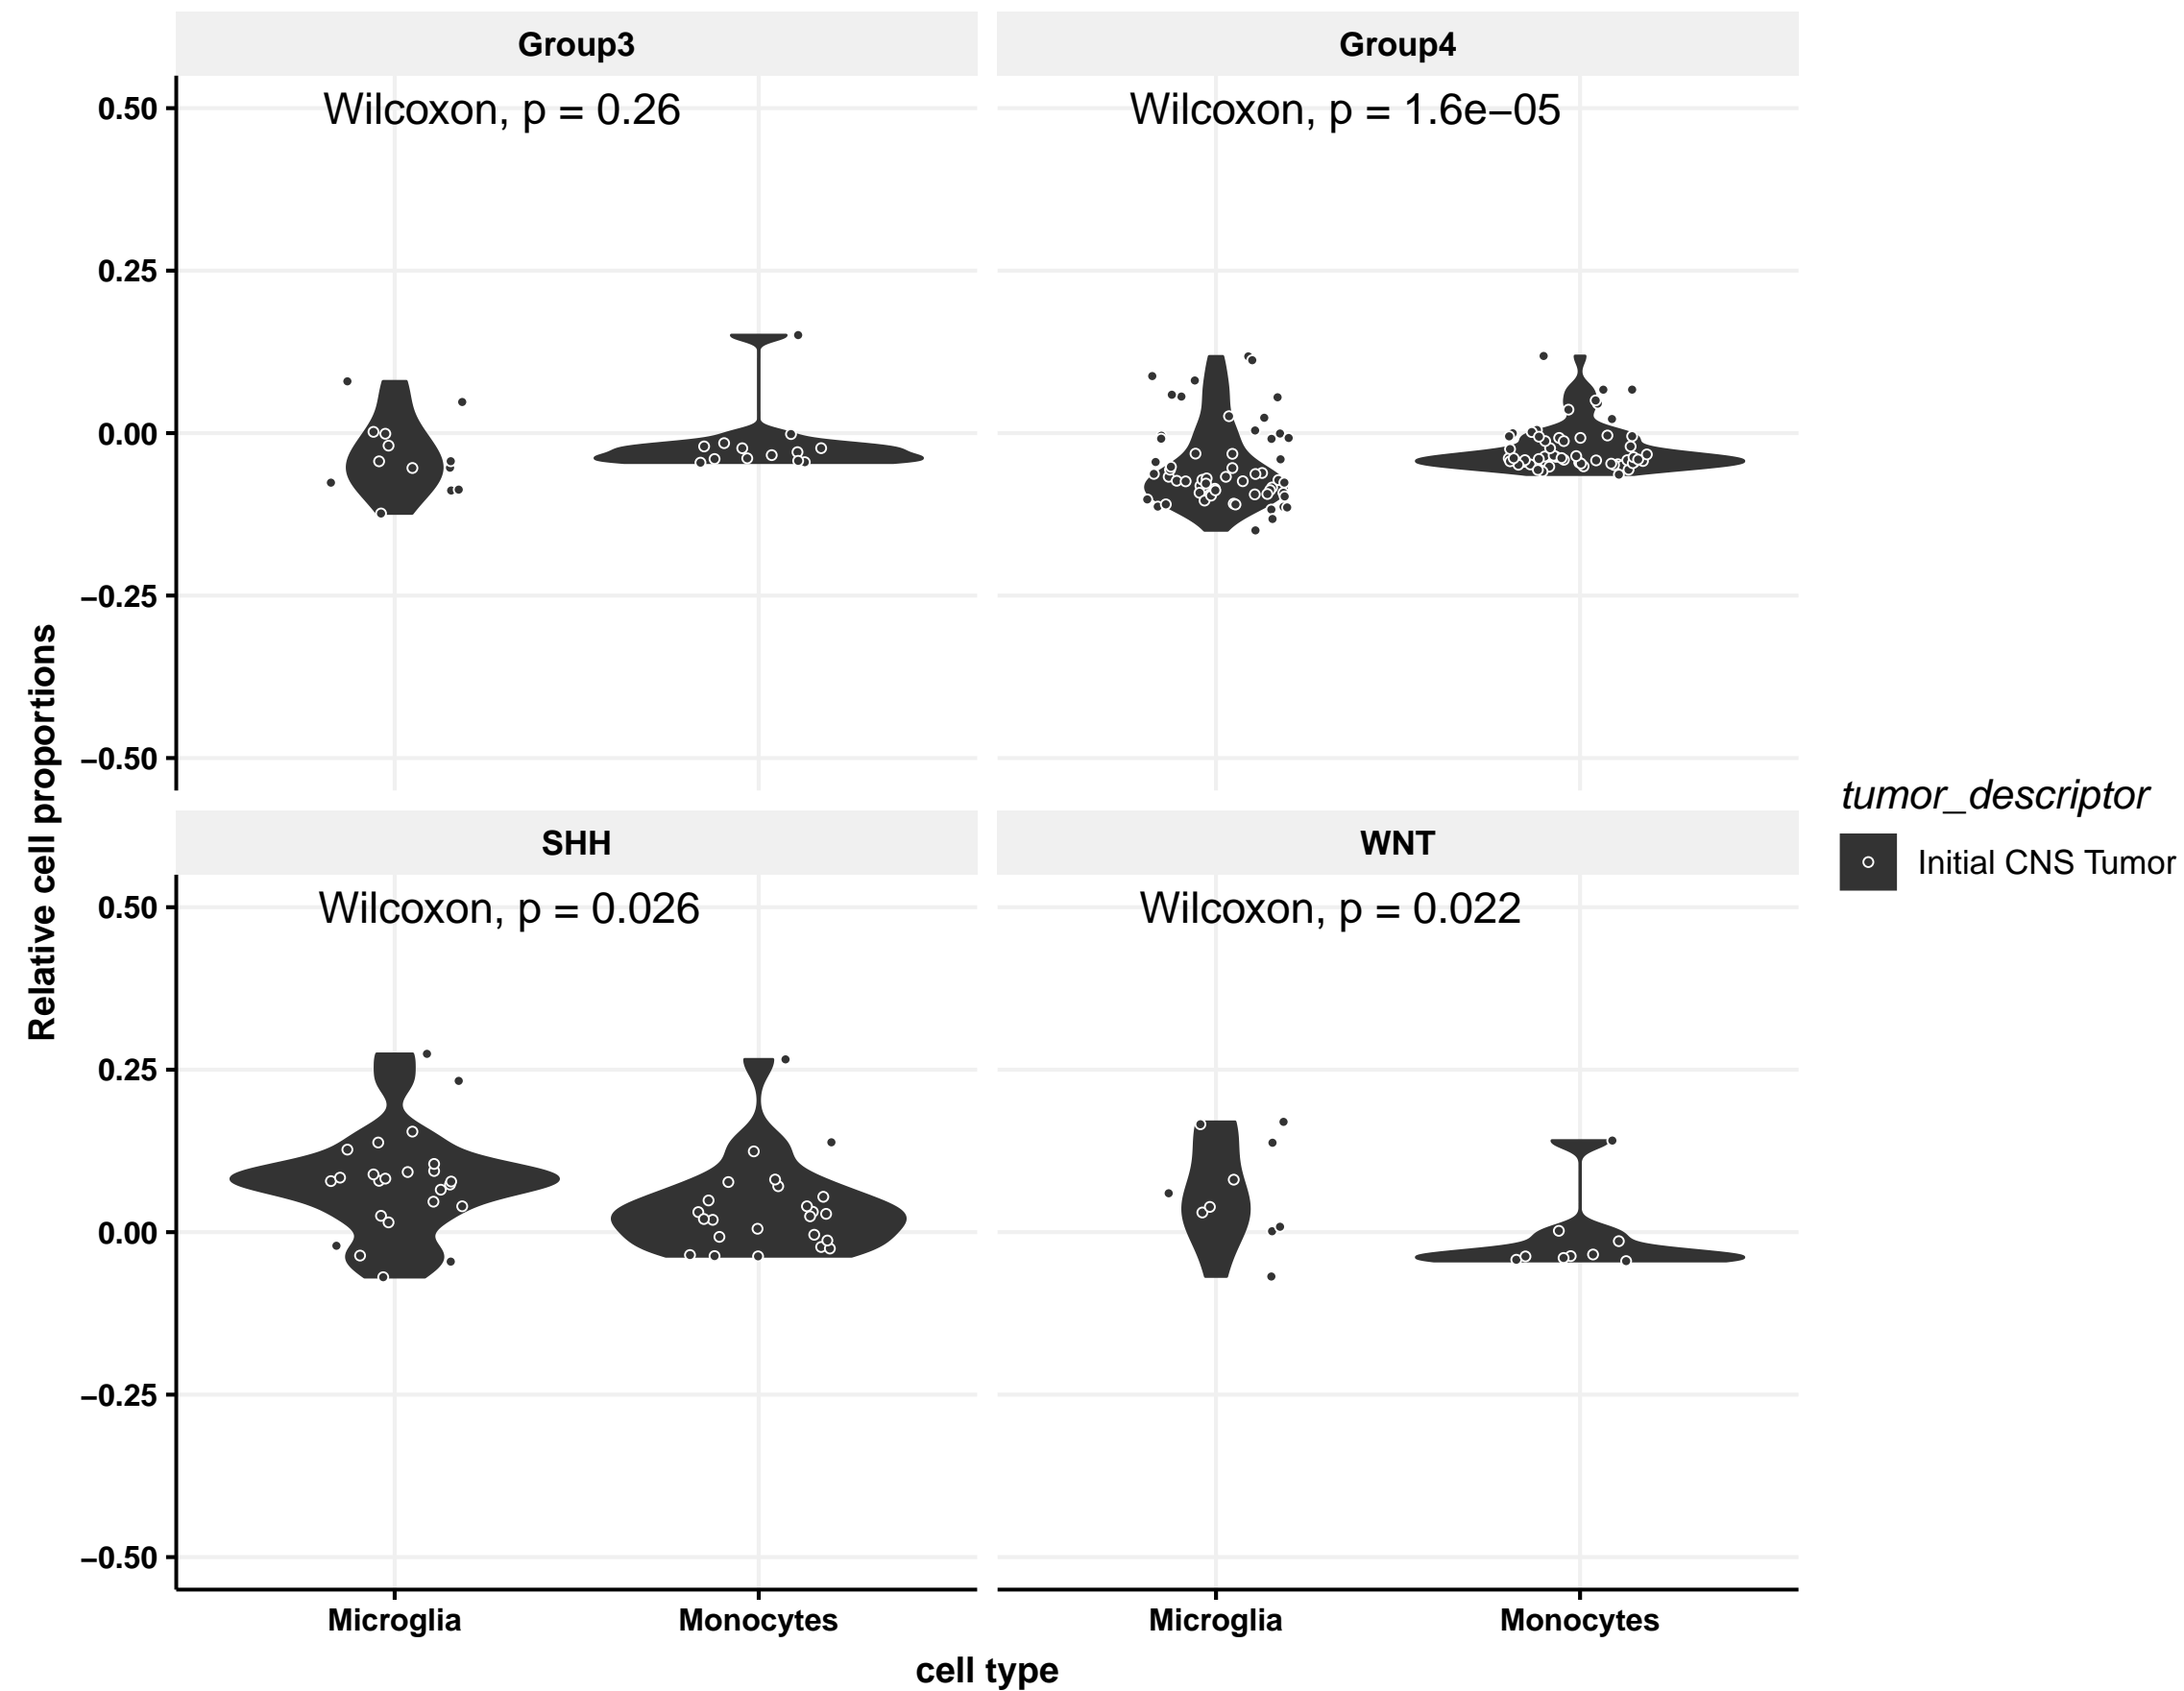 Group3
Group4
Wilcoxon, p = 0.26
Wilcoxon, p = 1.6e−05
0.50
0.25
0.00
−0.25
−0.50
SHH
WNT
Wilcoxon, p = 0.026
Wilcoxon, p = 0.022
0.50
0.25
0.00
−0.25
−0.50
Relative cell proportions
Microglia
Monocytes
Microglia
Monocytes
cell type
tumor_descriptor
Initial CNS Tumor